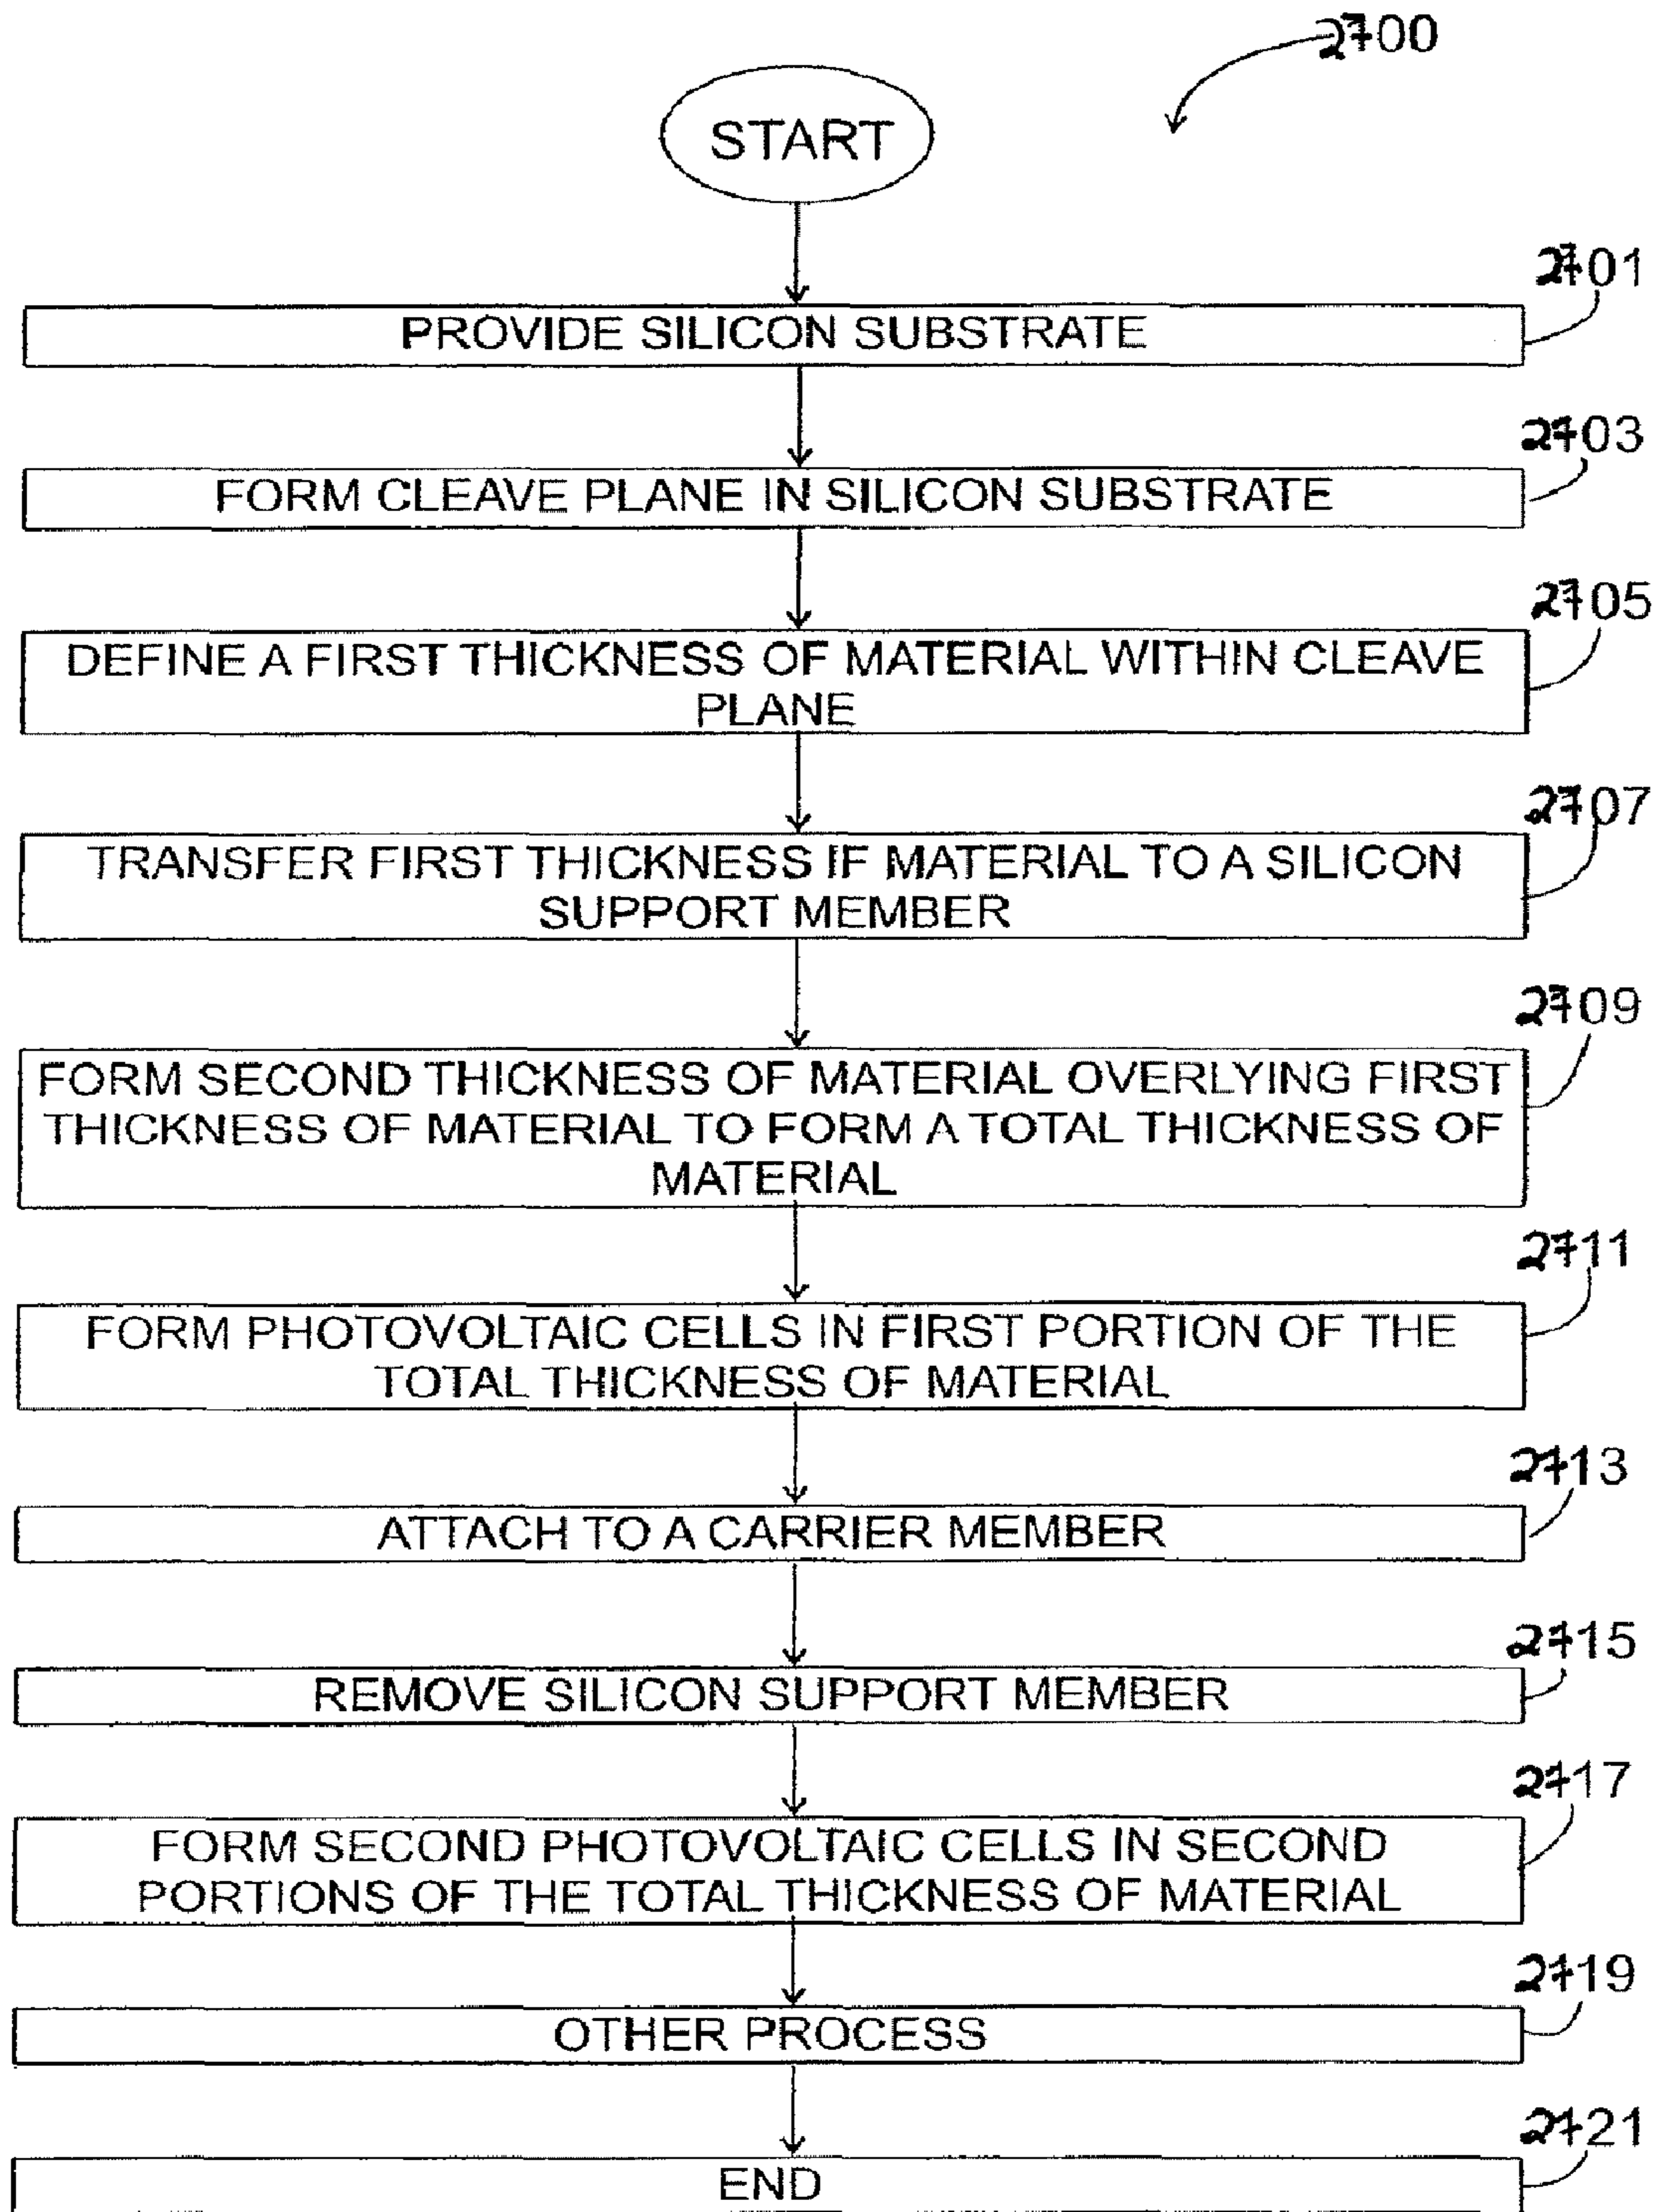 2700
START
2701
PROVIDE SILICON SUBSTRATE
2703
FORM CLEAVE PLANE IN SILICON SUBSTRATE
2705
DEFINE A FIRST THICKNESS OF MATERIAL WITHIN CLEAVE
PLANE
2707
TRANSFER FIRST THICKNESS IF MATERIAL TO A SILICON
SUPPORT MEMBER
2709
FORM SECOND THICKNESS OF MATERIAL OVERLYING FIRST
THICKNESS OF MATERIAL TO FORM A TOTAL THICKNESS OF
MATERIAL
2711
FORM PHOTOVOLTAIC CELLS IN FIRST PORTION OF THE
TOTAL THICKNESS OF MATERIAL
2713
ATTACH TO A CARRIER MEMBER
2715
REMOVE SILICON SUPPORT MEMBER
2717
FORM SECOND PHOTOVOLTAIC CELLS IN SECOND
PORTIONS OF THE TOTAL THICKNESS OF MATERIAL
2719
OTHER PROCESS
2721
END